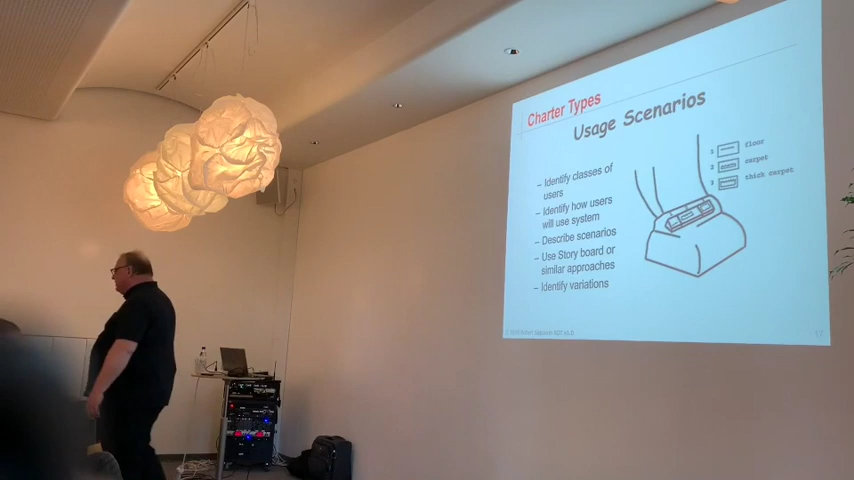 Charter Types
Usage Scenarios
– Identify classes of
users
– Identify how users
will use system
– Describe scenarios
– Use Story board or
similar approaches
– Identify variations
1 floor
2 carpet
3 thick carpet
17